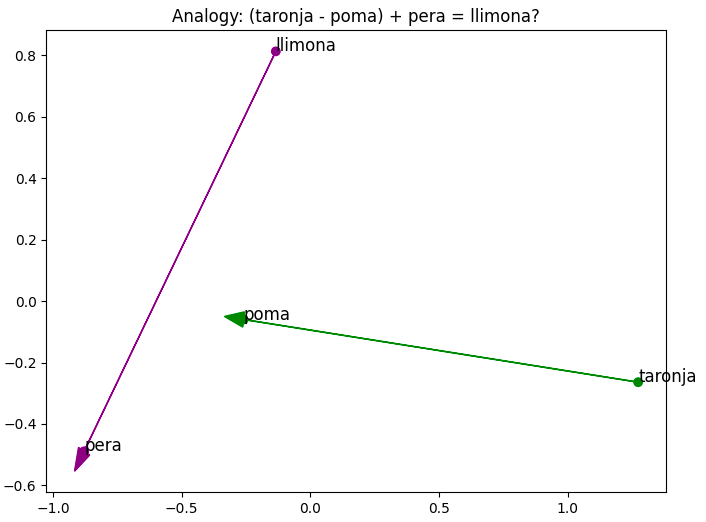 Analogy: (taronja - poma) + pera = llimona?
llimona
poma
taronja
pera
0.8
0.6
0.4
0.2
0.0
−0.2
−0.4
−0.6
−1.0 −0.5 0.0 0.5 1.0